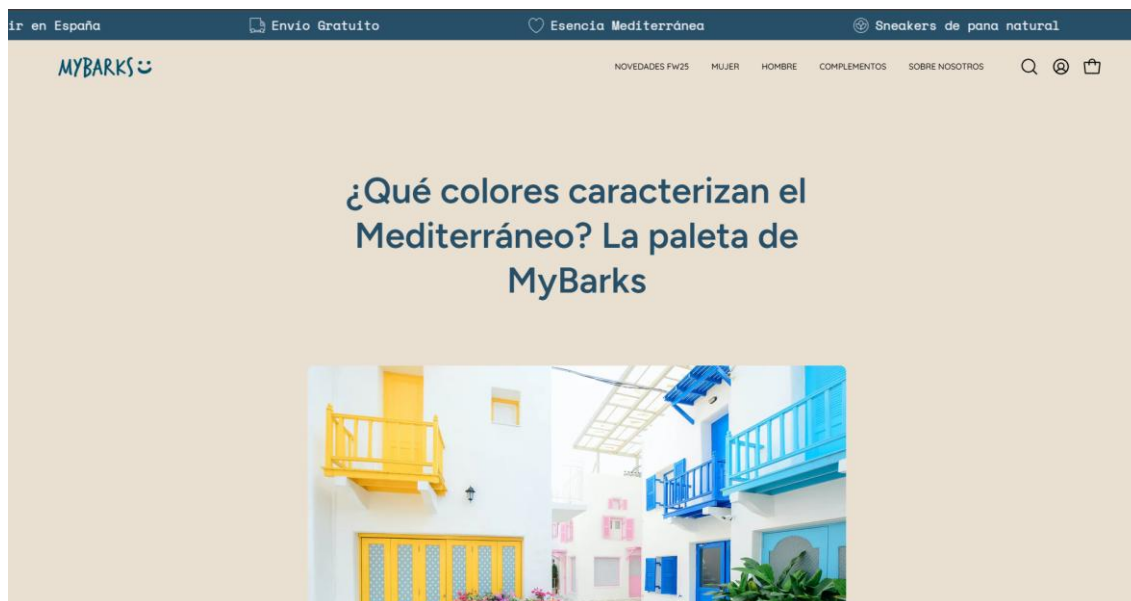 ir en España
Envío Gratuito
Esencia Mediterránea
Sneakers de pana natural
MYBARKS
NOVEDADES FW25
MUJER
HOMBRE
COMPLEMENTOS
SOBRE NOSOTROS
¿Qué colores caracterizan el
Mediterráneo? La paleta de
MyBarks